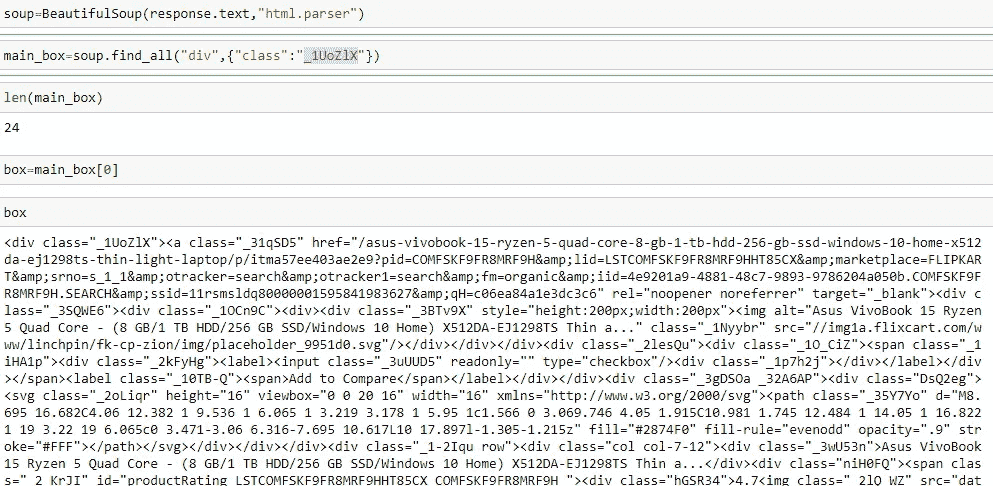 soup=BeautifulSoup(response.text,"html.parser")
main_box=soup.find_all("div",{"class":"_1UoZlX"})
len(main_box)
24
box=main_box[0]
box
<div class="_1UoZlX"><a class="_31qSD5" href="/asus-vivobook-15-ryzen-5-quad-core-8-gb-1-tb-hdd-256-gb-ssd-windows-10-home-x512
da-ej1298ts-thin-light-laptop/p/itma57ee403ae2e9?pid=COMFSKF9FR8MRF9H&amp;lid=LSTCOMFSKF9FR8MRF9HHT85CX&amp;marketplace=FLIPKAR
T&amp;srno=s_1_1&amp;otracker=search&amp;otracker1=search&amp;fm=organic&amp;iid=4e9201a9-4881-48c7-9893-9786204a050b.COMFSKF9F
R8MRF9H.SEARCH&amp;ssid=11rsmsldq80000001595841983627&amp;qH=c06ea84a1e3dc3c6" rel="noopener noreferrer" target="_blank"><div c
lass="_3SQWE6"><div class="_1OCn9C"><div><div class="_3BTv9X" style="height:200px;width:200px"><img alt="Asus VivoBook 15 Ryzen
5 Quad Core - (8 GB/1 TB HDD/256 GB SSD/Windows 10 Home) X512DA-EJ1298TS Thin a..." class="_1Nyybr" src="//img1a.flixcart.com/w
ww/linchpin/fk-cp-zion/img/placeholder_9951d0.svg"/></div></div></div><div class="_2lesQu"><div class="_1O_CiZ"><span class="_1
iHA1p"><div class="_2kFyHg"><label><input class="_3uUUD5" readonly="" type="checkbox"/><div class="_1p7h2j"></div></label></div
></span><label class="_10TB-Q"><span>Add to Compare</span></label></div></div><div class="_3gDSOa _32A6AP"><div class="DsQ2eg">
<svg class="_2oLiqr" height="16" viewbox="0 0 20 16" width="16" xmlns="http://www.w3.org/2000/svg"><path class="_35Y7Yo" d="M8.
695 16.682C4.06 12.382 1 9.536 1 6.065 1 3.219 3.178 1 5.95 1c1.566 0 3.069.746 4.05 1.915C10.981 1.745 12.484 1 14.05 1 16.822
1 19 3.22 19 6.065c0 3.471-3.06 6.316-7.695 10.617L10 17.897l-1.305-1.215z" fill="#2874F0" fill-rule="evenodd" opacity=".9" str
oke="#FFF"></path></svg></div></div></div><div class="_1-2Iqu row"><div class="col col-7-12"><div class="_3wU53n">Asus VivoBook
15 Ryzen 5 Quad Core - (8 GB/1 TB HDD/256 GB SSD/Windows 10 Home) X512DA-EJ1298TS Thin a...</div><div class="niH0FQ"><span clas
s="_2_KrJI" id="productRating_LSTCOMFSKF9FR8MRF9HHT85CX_COMFSKF9FR8MRF9H_"><div class="hGSR34">4.7<img class="_2lQ_WZ" src="dat